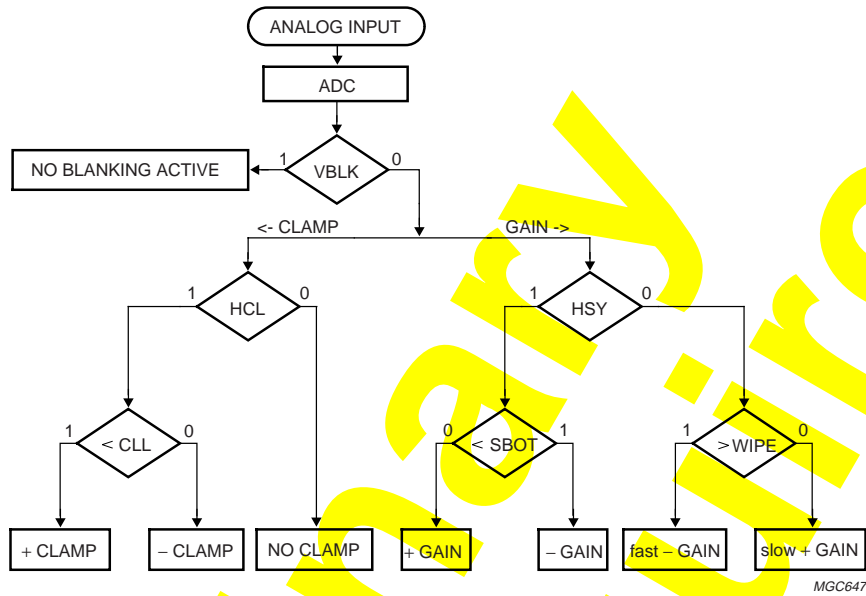 ANALOG INPUT
ADC
1 VBLK 0
NO BLANKING ACTIVE
<- CLAMP GAIN ->
1 HCL 0 1 HSY 0
1 < CLL 0 0 < SBOT 1 1 > WIPE 0
+ CLAMP − CLAMP NO CLAMP + GAIN − GAIN fast − GAIN slow + GAIN
MGC647